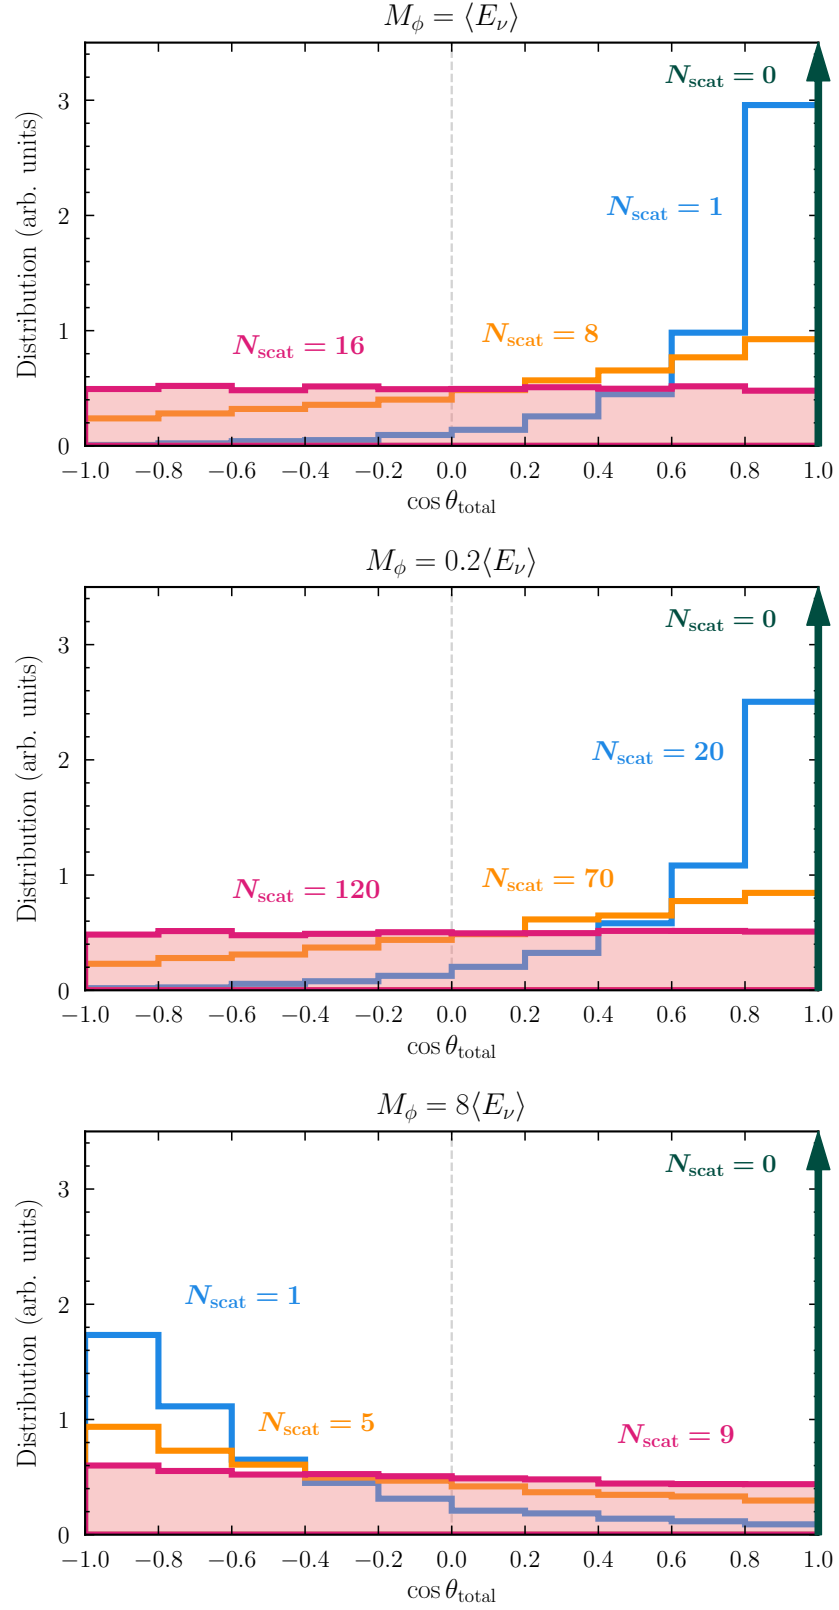 M_ϕ = ⟨E_ν⟩
Distribution (arb. units)
3
2
1
0
N_scat = 0
N_scat = 1
N_scat = 8
N_scat = 16
−1.0 −0.8 −0.6 −0.4 −0.2 0.0 0.2 0.4 0.6 0.8 1.0
cos θ_total
M_ϕ = 0.2⟨E_ν⟩
Distribution (arb. units)
3
2
1
0
N_scat = 0
N_scat = 20
N_scat = 70
N_scat = 120
−1.0 −0.8 −0.6 −0.4 −0.2 0.0 0.2 0.4 0.6 0.8 1.0
cos θ_total
M_ϕ = 8⟨E_ν⟩
Distribution (arb. units)
3
2
1
0
N_scat = 0
N_scat = 1
N_scat = 5
N_scat = 9
−1.0 −0.8 −0.6 −0.4 −0.2 0.0 0.2 0.4 0.6 0.8 1.0
cos θ_total